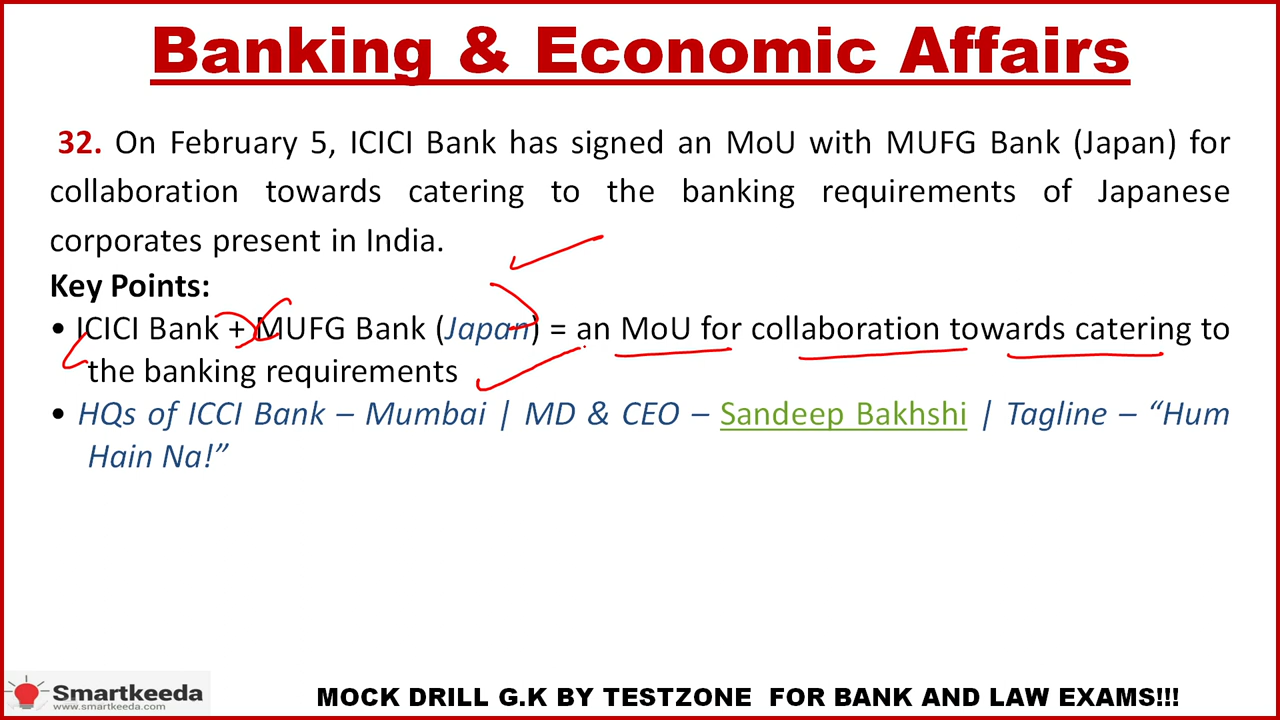 Banking & Economic Affairs
32. On February 5, ICICI Bank has signed an MoU with MUFG Bank (Japan) for
collaboration towards catering to the banking requirements of Japanese
corporates present in India.
Key Points:
• ICICI Bank + MUFG Bank (Japan) = an MoU for collaboration towards catering to
the banking requirements
• HQs of ICCI Bank – Mumbai | MD & CEO – Sandeep Bakhshi | Tagline – “Hum
Hain Na!”
Smartkeeda
www.smartkeeda.com
MOCK DRILL G.K BY TESTZONE FOR BANK AND LAW EXAMS!!!